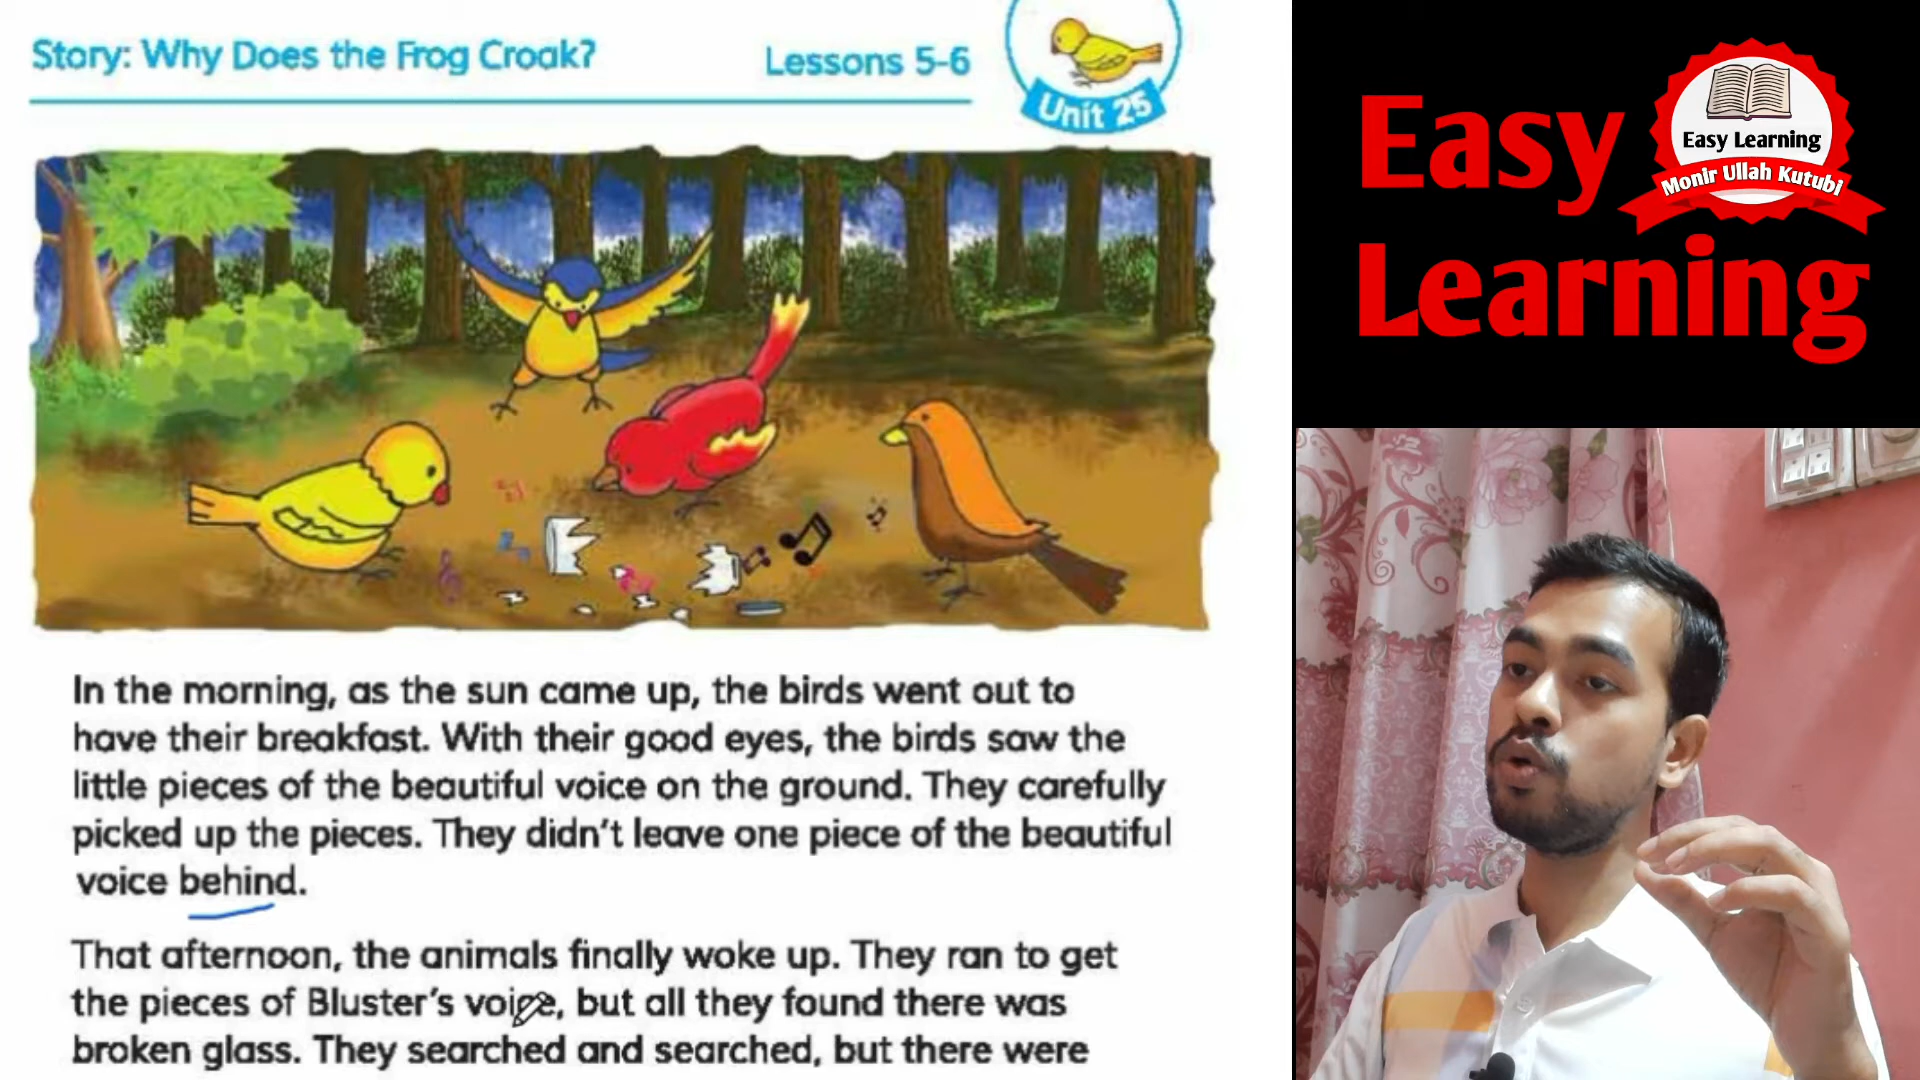 Story: Why Does the Frog Croak?
Lessons 5-6
Unit 25
In the morning, as the sun came up, the birds went out to
have their breakfast. With their good eyes, the birds saw the
little pieces of the beautiful voice on the ground. They carefully
picked up the pieces. They didn't leave one piece of the beautiful
voice behind.
That afternoon, the animals finally woke up. They ran to get
the pieces of Bluster's voice, but all they found there was
broken glass. They searched and searched, but there were
Easy
Learning
Easy Learning
Monir Ullah Kutubi